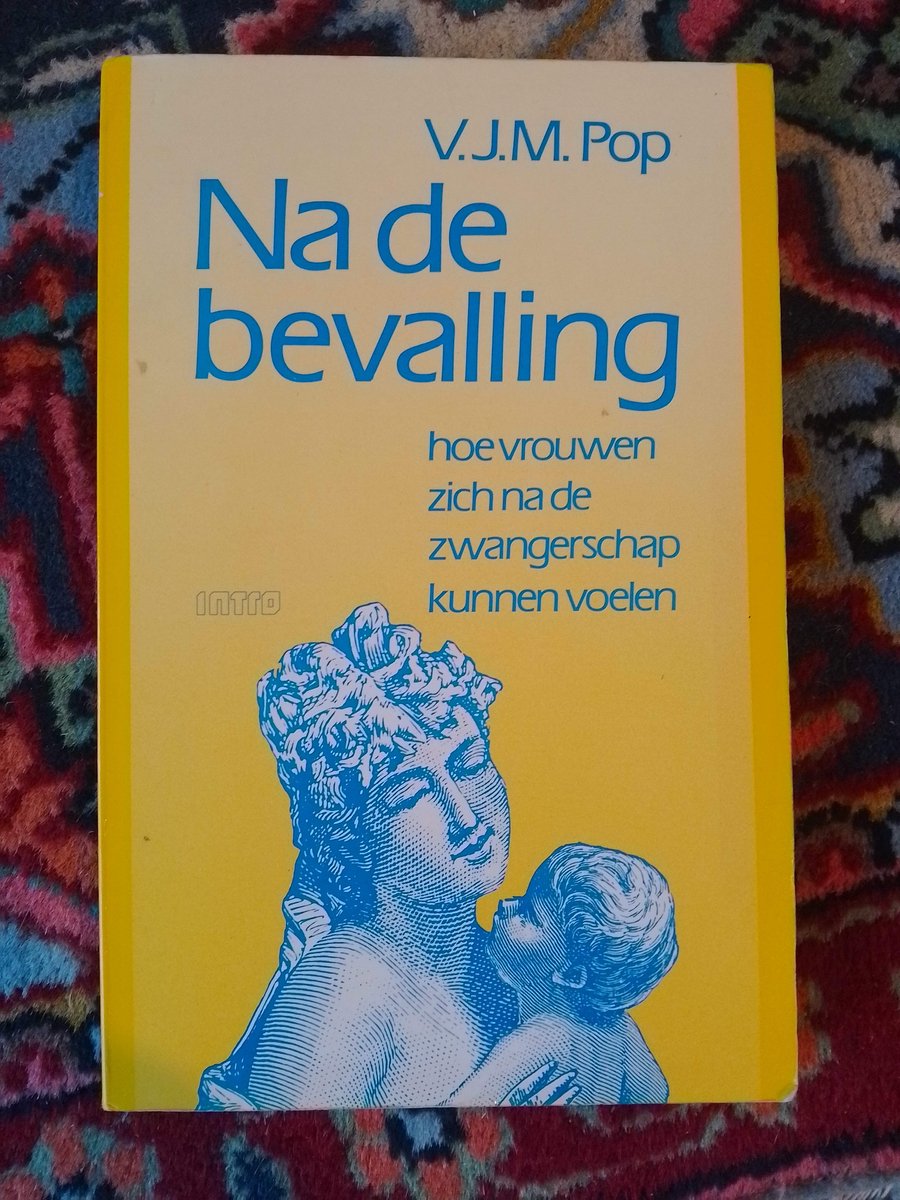 V.J.M. Pop
Na de
bevalling
hoe vrouwen
zich na de
zwangerschap
kunnen voelen
INTRO